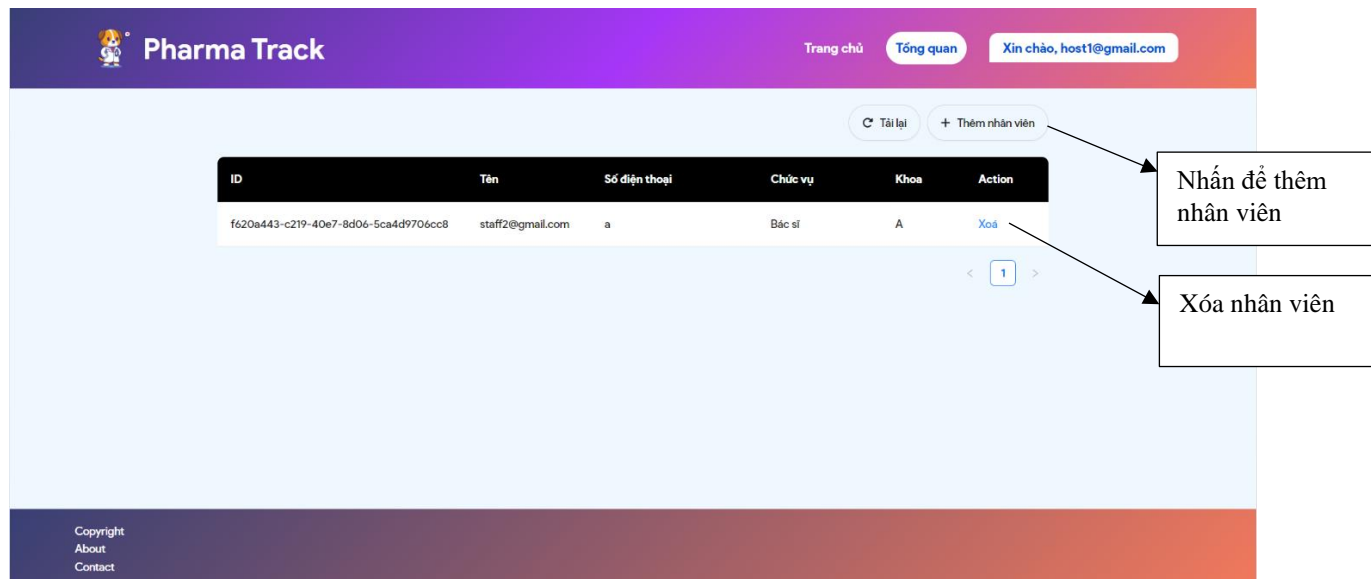 Pharma Track
Trang chủ Tổng quan Xin chào, host1@gmail.com
Tải lại + Thêm nhân viên
Nhấn để thêm
nhân viên
ID Tên Số điện thoại Chức vụ Khoa Action
f620a443-c219-40e7-8d06-5ca4d9706cc8 staff2@gmail.com a Bác sĩ A Xoá
< 1 >
Xóa nhân viên
Copyright
About
Contact